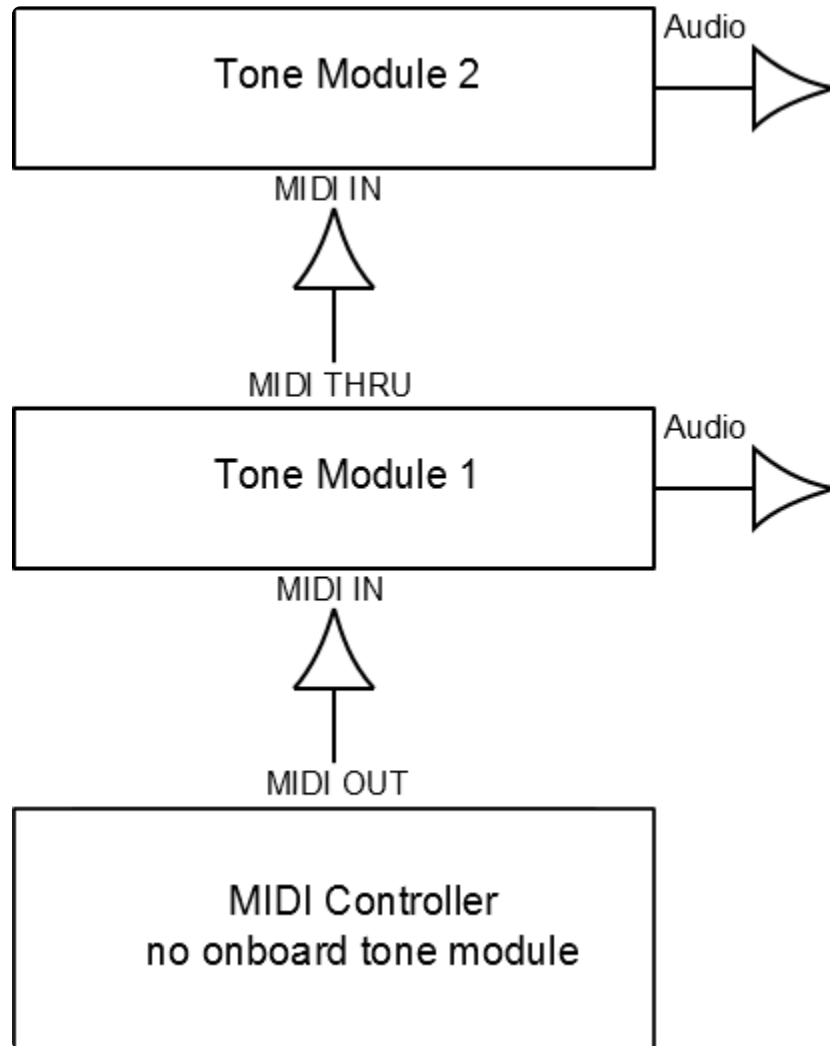 Audio
Tone Module 2
MIDI IN
MIDI THRU
Audio
Tone Module 1
MIDI IN
MIDI OUT
MIDI Controller
no onboard tone module